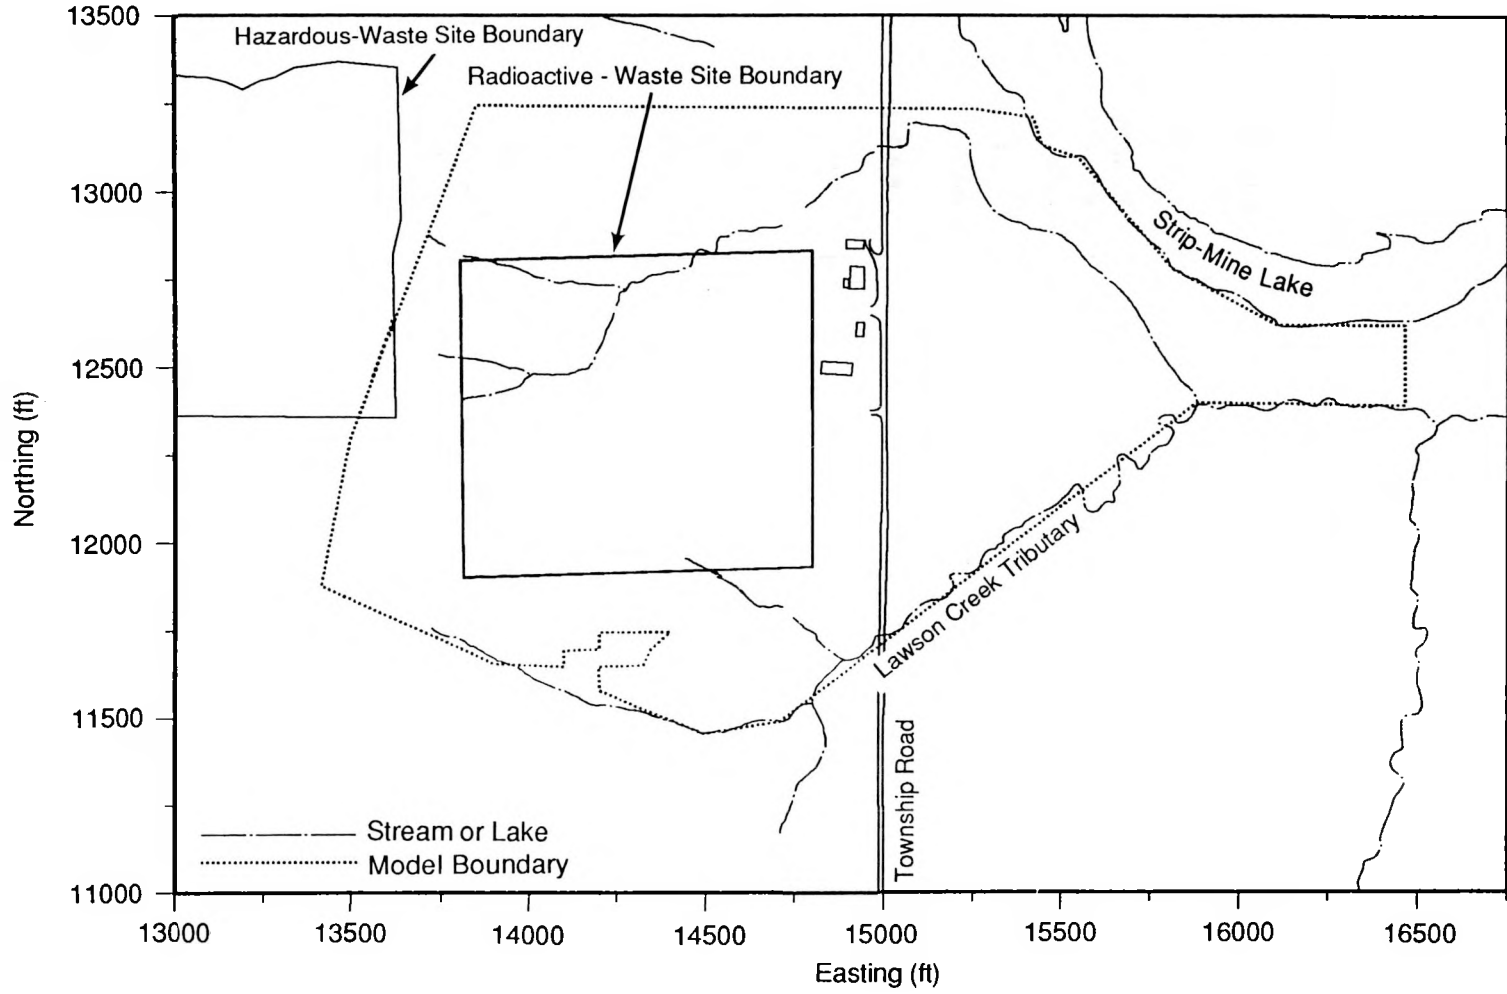 13500
Hazardous-Waste Site Boundary
Radioactive - Waste Site Boundary
13000
Strip-Mine Lake
12500
Northing (ft)
12000
Lawson Creek Tributary
11500
Township Road
Stream or Lake
Model Boundary
11000
13000 13500 14000 14500 15000 15500 16000 16500
Easting (ft)